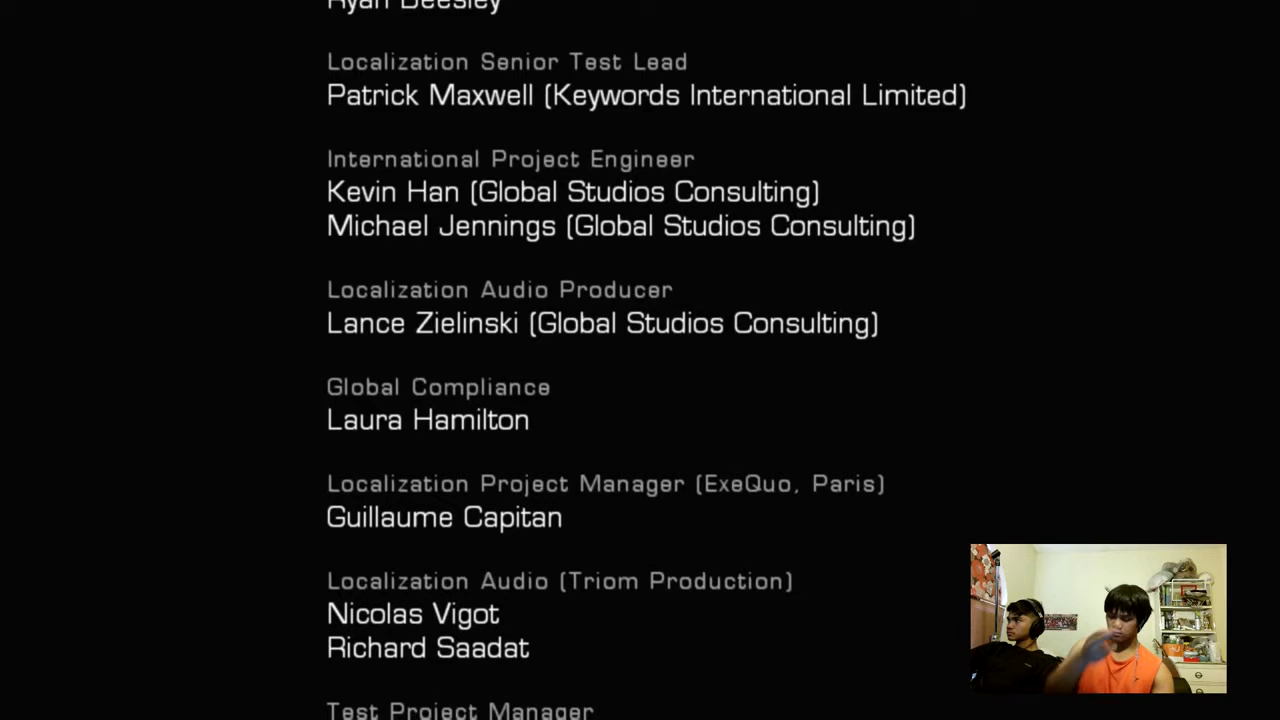 Ryan Beesley
Localization Senior Test Lead
Patrick Maxwell (Keywords International Limited)
International Project Engineer
Kevin Han (Global Studios Consulting)
Michael Jennings (Global Studios Consulting)
Localization Audio Producer
Lance Zielinski (Global Studios Consulting)
Global Compliance
Laura Hamilton
Localization Project Manager (ExeQuo, Paris)
Guillaume Capitan
Localization Audio (Triom Production)
Nicolas Vigot
Richard Saadat
Test Project Manager